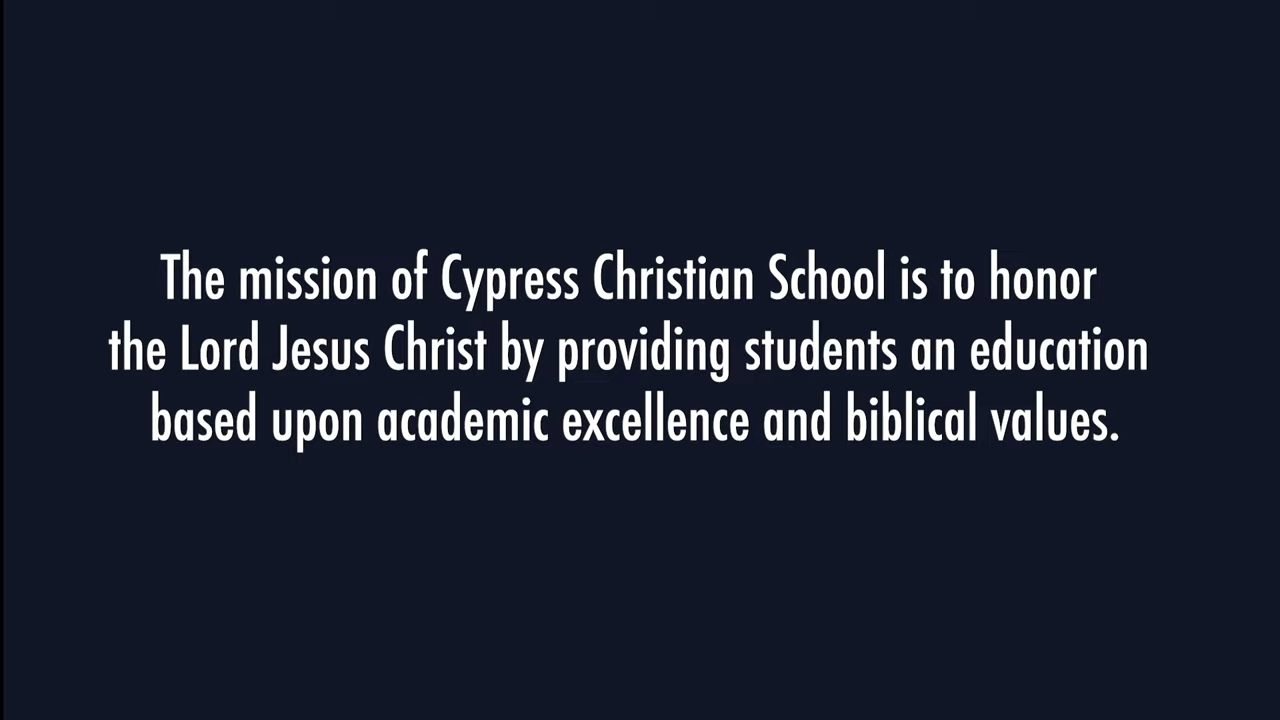 The mission of Cypress Christian School is to honor
the Lord Jesus Christ by providing students an education
based upon academic excellence and biblical values.